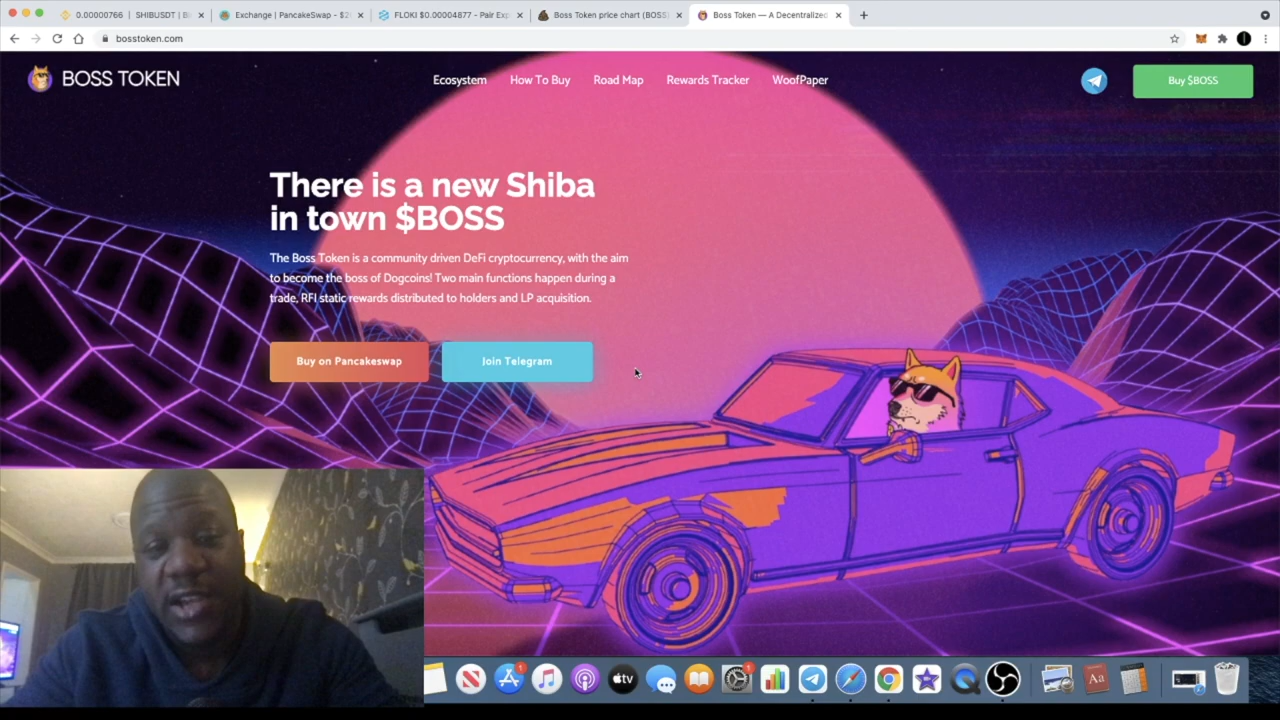 0.00000766 | SHIBUSDT | Bi
Exchange | PancakeSwap - $2
FLOKI $0.00004877 - Pair Exp
Boss Token price chart (BOSS
Boss Token — A Decentralized
bosstoken.com
BOSS TOKEN
Ecosystem
How To Buy
Road Map
Rewards Tracker
WoofPaper
Buy $BOSS
There is a new Shiba
in town $BOSS
The Boss Token is a community driven DeFi cryptocurrency, with the aim
to become the boss of Dogcoins! Two main functions happen during a
trade, RFI static rewards distributed to holders and LP acquisition.
Buy on Pancakeswap
Join Telegram
1
tv
1
Aa